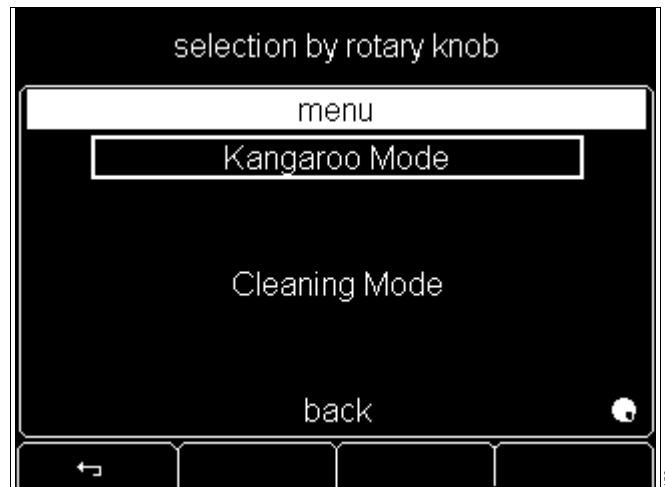 selection by rotary knob
menu
Kangaroo Mode
Cleaning Mode
back